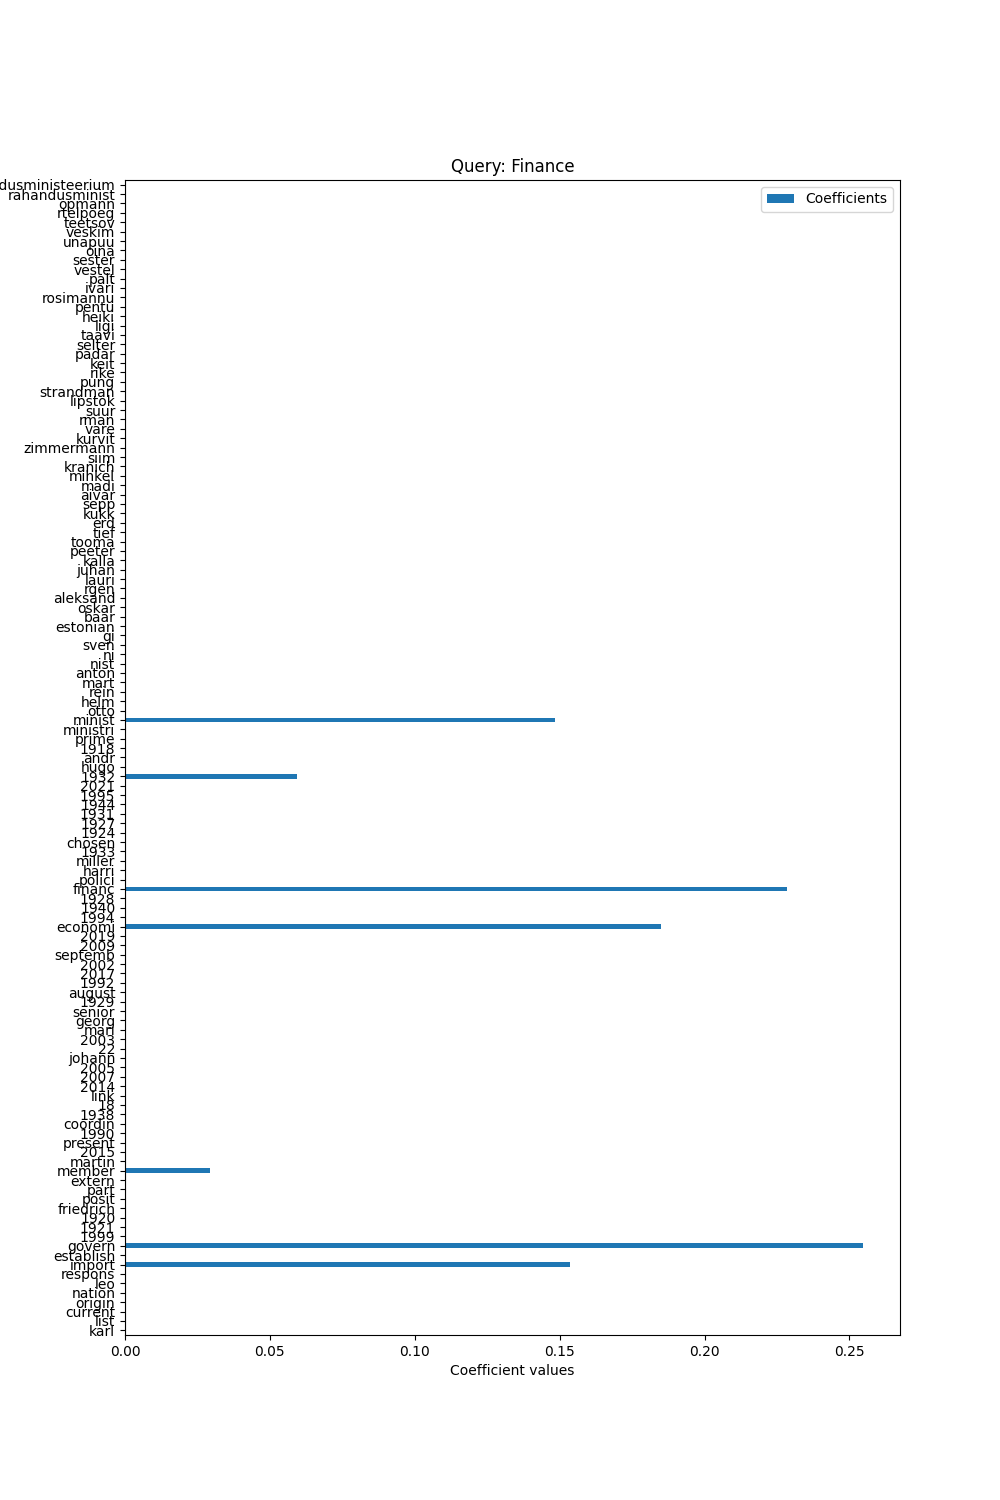 Query: Finance
Coefficients
dusministeerium
rahandusminist
opmann
rtelpoeg
teetsov
veskim
unapuu
oina
sester
vestel
palt
ivari
rosimannu
pentu
heiki
ligi
taavi
selter
padar
keit
rike
pung
strandman
lipstok
suur
rman
vare
kurvit
zimmermann
siim
kranich
mihkel
madi
aivar
sepp
kukk
erd
tief
tooma
peeter
kalla
juhan
lauri
rgen
aleksand
oskar
baar
estonian
gi
sven
ni
nist
anton
mart
rein
helm
otto
minist
ministri
prime
1918
andr
hugo
1932
2021
1995
1944
1931
1927
1924
chosen
1933
miller
harri
polici
financ
1928
1940
1994
economi
2019
2009
septemb
2002
2017
1992
august
1929
senior
georg
mari
2003
22
johann
2005
2007
2014
link
18
1938
coordin
1990
present
2015
martin
member
extern
part
posit
friedrich
1920
1921
1999
govern
establish
import
respons
leo
nation
origin
current
list
karl
0.00 0.05 0.10 0.15 0.20 0.25
Coefficient values